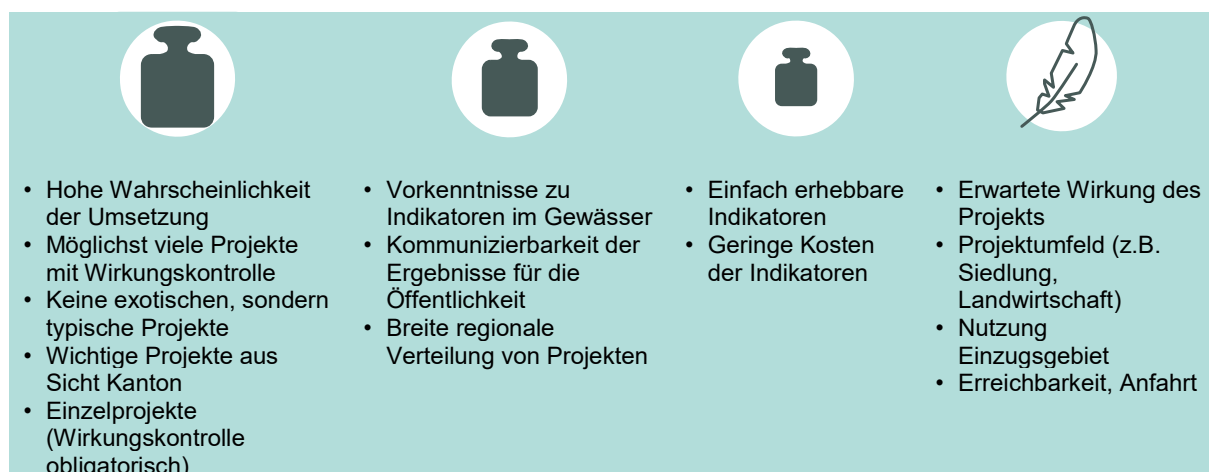 • Hohe Wahrscheinlichkeit
der Umsetzung
• Möglichst viele Projekte
mit Wirkungskontrolle
• Keine exotischen, sondern
typische Projekte
• Wichtige Projekte aus
Sicht Kanton
• Einzelprojekte
(Wirkungskontrolle
obligatorisch)
• Vorkenntnisse zu
Indikatoren im Gewässer
• Kommunizierbarkeit der
Ergebnisse für die
Öffentlichkeit
• Breite regionale
Verteilung von Projekten
• Einfach erhebbare
Indikatoren
• Geringe Kosten
der Indikatoren
• Erwartete Wirkung des
Projekts
• Projektumfeld (z.B.
Siedlung,
Landwirtschaft)
• Nutzung
Einzugsgebiet
• Erreichbarkeit, Anfahrt